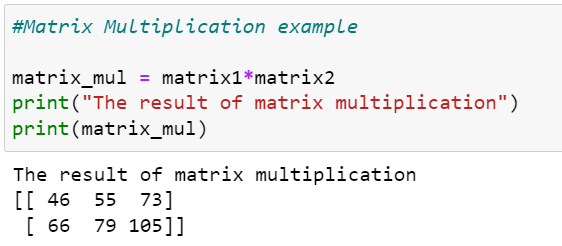 #Matrix Multiplication example
matrix_mul = matrix1*matrix2
print("The result of matrix multiplication")
print(matrix_mul)
The result of matrix multiplication
[[ 46  55  73]
 [ 66  79 105]]